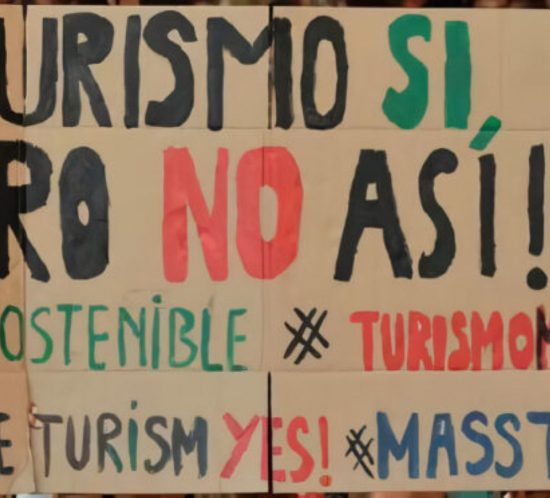 URISMO SI,
RO NO ASÍ!
OSTENiBLE # TURISMO
E TURiSM YES! #MASST